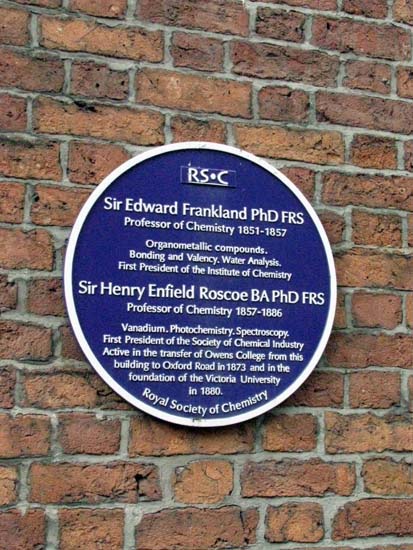 RS•C
Sir Edward Frankland PhD FRS
Professor of Chemistry 1851-1857
Organometallic compounds.
Bonding and Valency. Water Analysis.
First President of the Institute of Chemistry
Sir Henry Enfield Roscoe BA PhD FRS
Professor of Chemistry 1857-1886
Vanadium. Photochemistry. Spectroscopy.
First President of the Society of Chemical Industry
Active in the transfer of Owens College from this
building to Oxford Road in 1873 and in the
foundation of the Victoria University
in 1880.
Royal Society of Chemistry